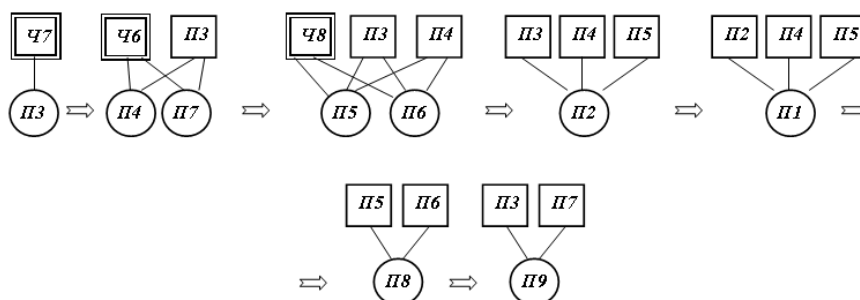 Ч7 Ч6 П3 Ч8 П3 П4 П3 П4 П5 П2 П4 П5
П3 П4 П7 П5 П6 П2 П1
П5 П6 П3 П7
П8 П9